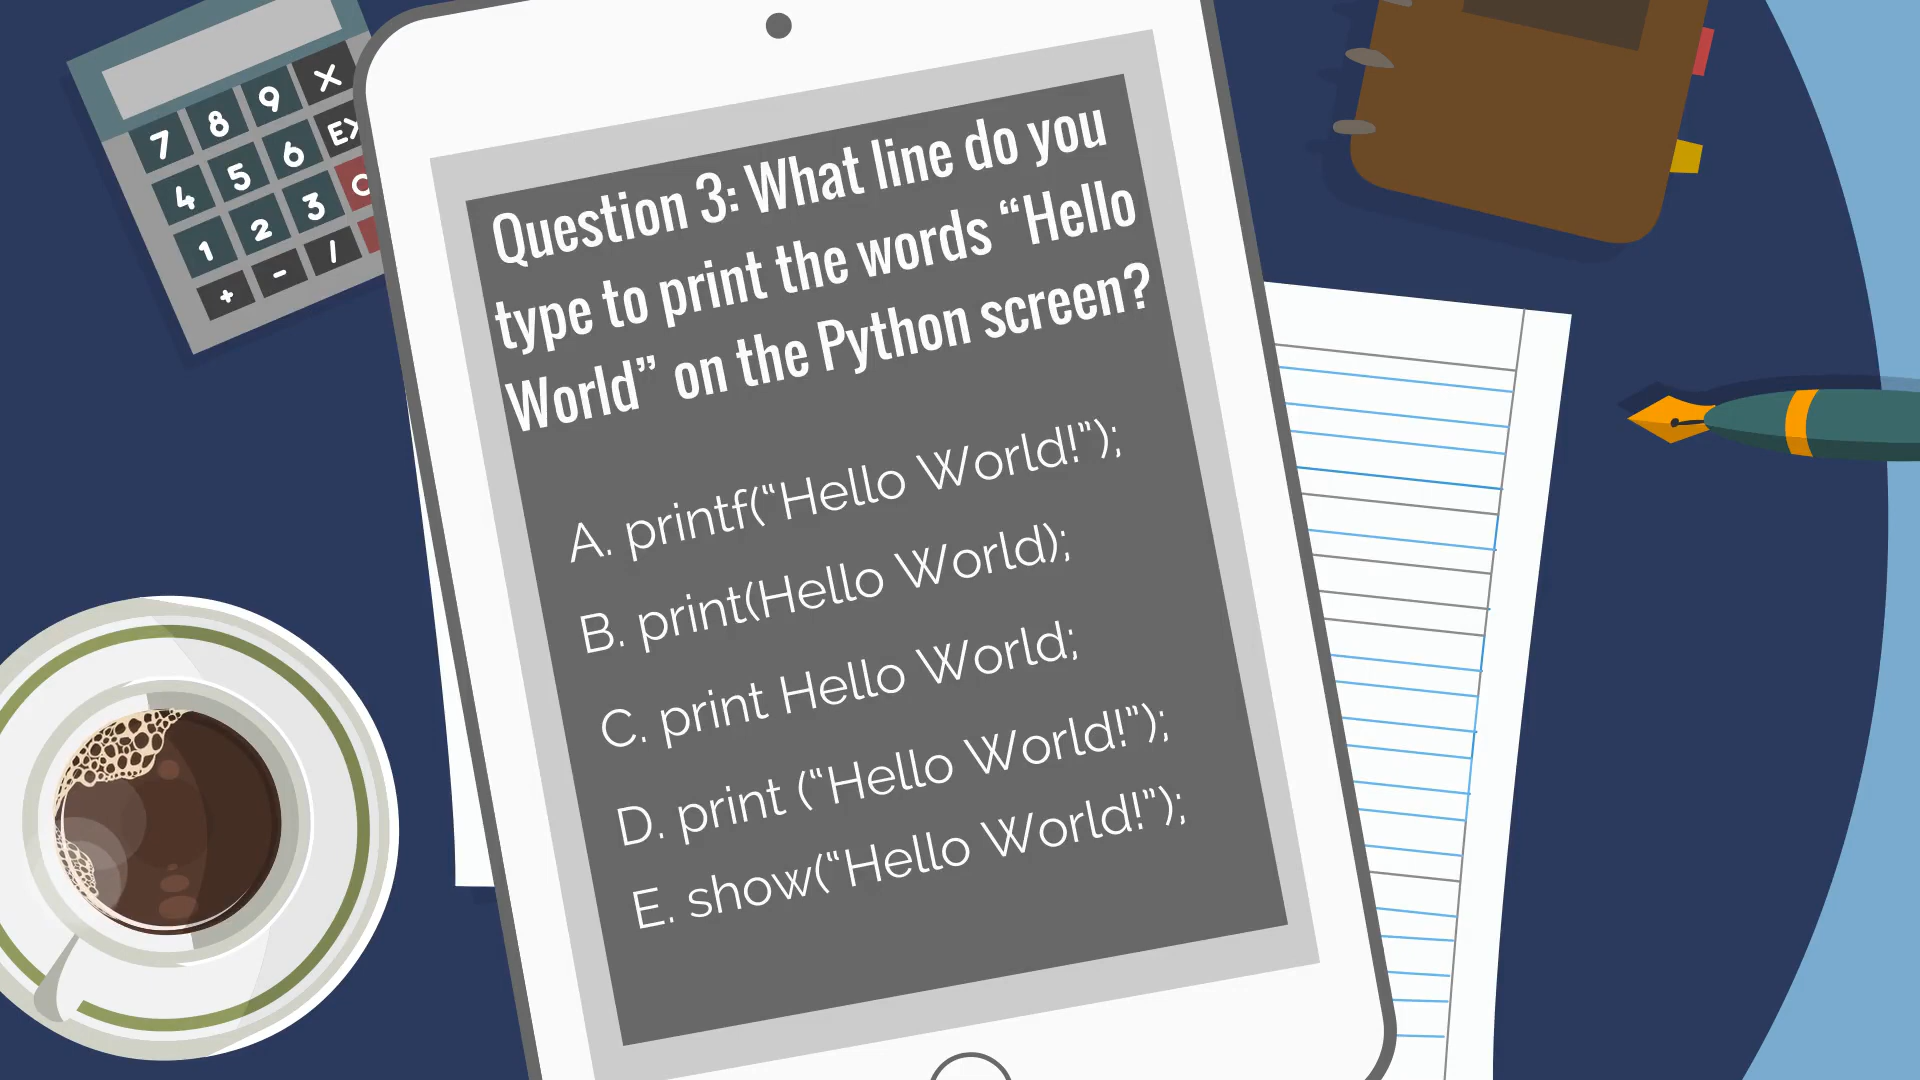 7 8 9 X
4 5 6 EX
1 2 3 C
+ - /
Question 3: What line do you
type to print the words “Hello
World” on the Python screen?
A. printf(“Hello World!”);
B. print(Hello World);
C. print Hello World;
D. print (“Hello World!”);
E. show(“Hello World!”);